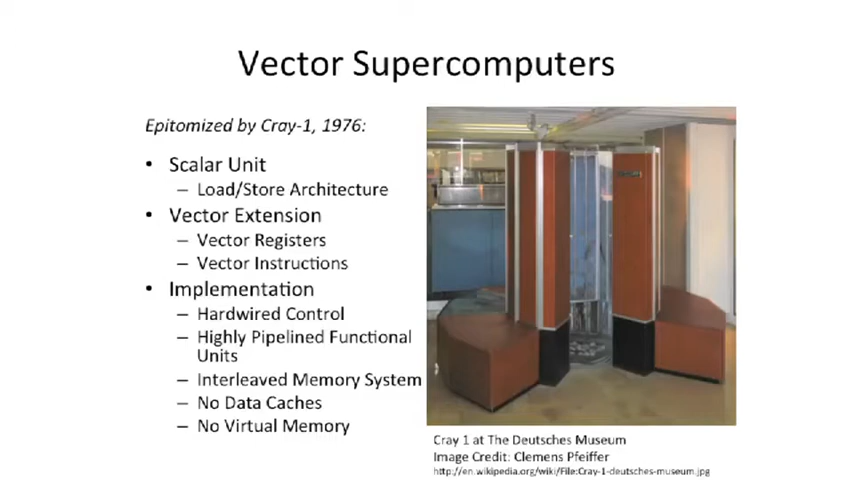 Vector Supercomputers
Epitomized by Cray-1, 1976:
• Scalar Unit
– Load/Store Architecture
• Vector Extension
– Vector Registers
– Vector Instructions
• Implementation
– Hardwired Control
– Highly Pipelined Functional
Units
– Interleaved Memory System
– No Data Caches
– No Virtual Memory
Cray 1 at The Deutsches Museum
Image Credit: Clemens Pfeiffer
http://en.wikipedia.org/wiki/File:Cray-1-deutsches-museum.jpg